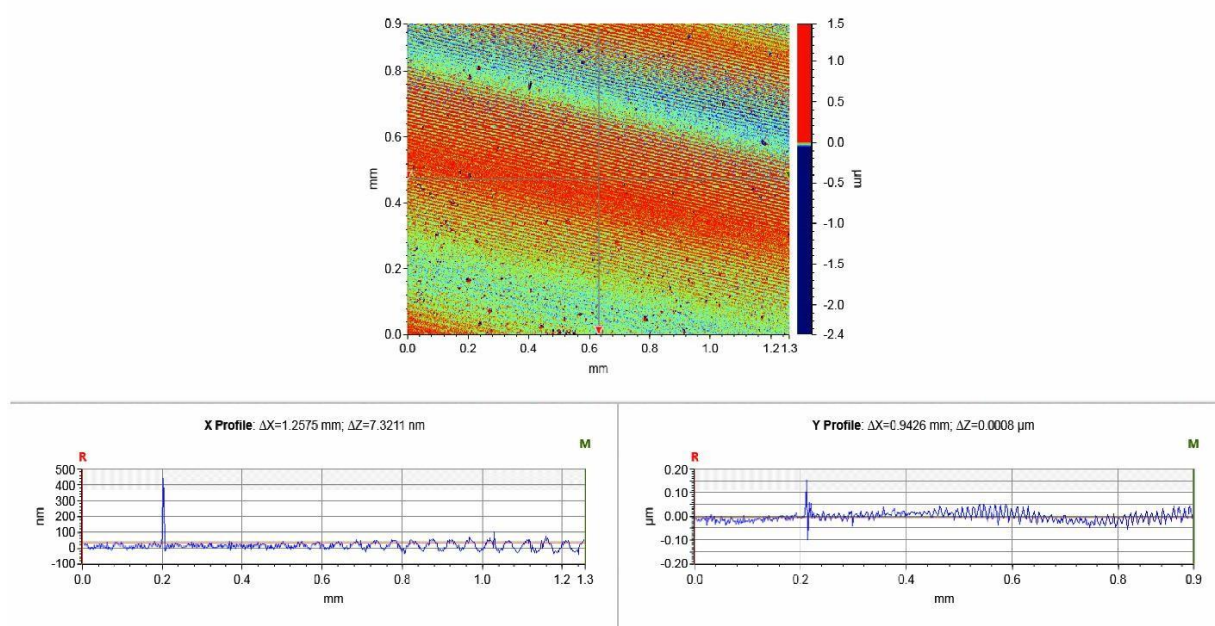 0.9
0.8
0.6
0.4
0.2
0.0
mm
0.0 0.2 0.4 0.6 0.8 1.0 1.21.3
mm
1.5
1.0
0.5
0.0
-0.5
-1.0
-1.5
-2.0
-2.4
µm
X Profile: ΔX=1.2575 mm; ΔZ=7.3211 nm
R M
500
400
300
200
100
0
-100
nm
0.0 0.2 0.4 0.6 0.8 1.0 1.2 1.3
mm
Y Profile: ΔX=0.9426 mm; ΔZ=0.0008 µm
R M
0.20
0.10
0.00
-0.10
-0.20
µm
0.0 0.2 0.4 0.6 0.8 0.9
mm